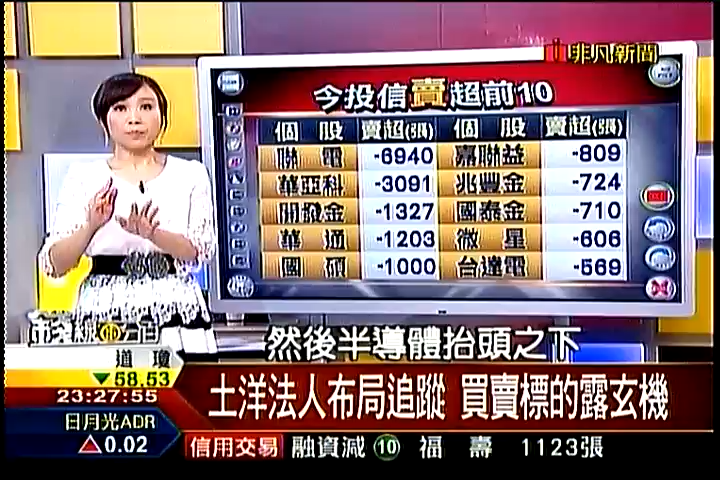 非凡新聞
今投信賣超前10
個股 賣超(張) 個股 賣超(張)
聯電 -6940 嘉聯益 -809
華亞科 -3091 兆豐金 -724
開發金 -1327 國泰金 -710
華通 -1203 微星 -606
國碩 -1000 台達電 -569
然後半導體抬頭之下
道瓊
▼58.53
23:27:55
土洋法人布局追蹤 買賣標的露玄機
日月光ADR
▲0.02
信用交易 融資減 10 福壽 1123張